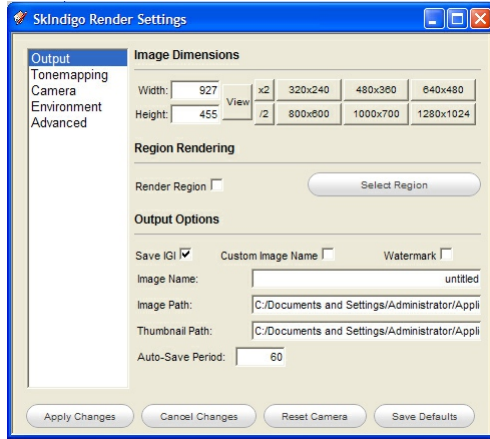 SkIndigo Render Settings
Output
Tonemapping
Camera
Environment
Advanced
Image Dimensions
Width: 927 View x2 320x240 480x360 640x480
Height: 455 /2 800x600 1000x700 1280x1024
Region Rendering
Render Region Select Region
Output Options
Save IGI Custom Image Name Watermark
Image Name: untitled
Image Path: C:/Documents and Settings/Administrator/Appli
Thumbnail Path: C:/Documents and Settings/Administrator/Appli
Auto-Save Period: 60
Apply Changes Cancel Changes Reset Camera Save Defaults